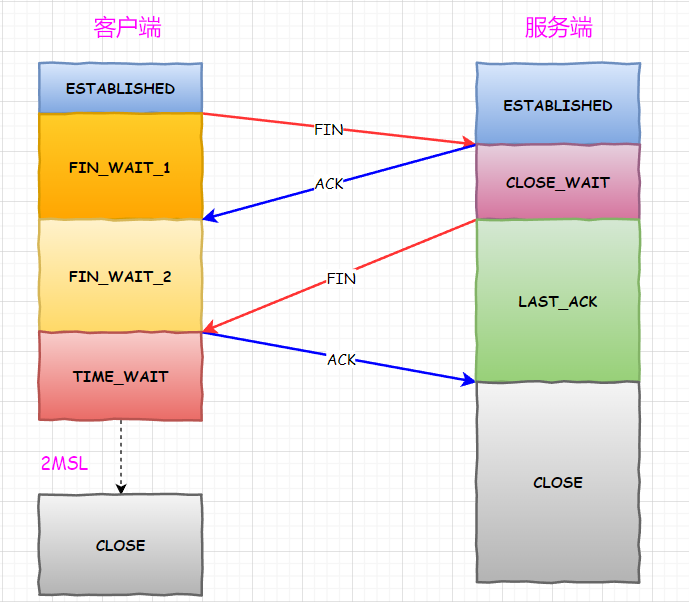 客户端
服务端
ESTABLISHED
ESTABLISHED
FIN
FIN_WAIT_1
ACK
CLOSE_WAIT
FIN_WAIT_2
FIN
LAST_ACK
ACK
TIME_WAIT
2MSL
CLOSE
CLOSE